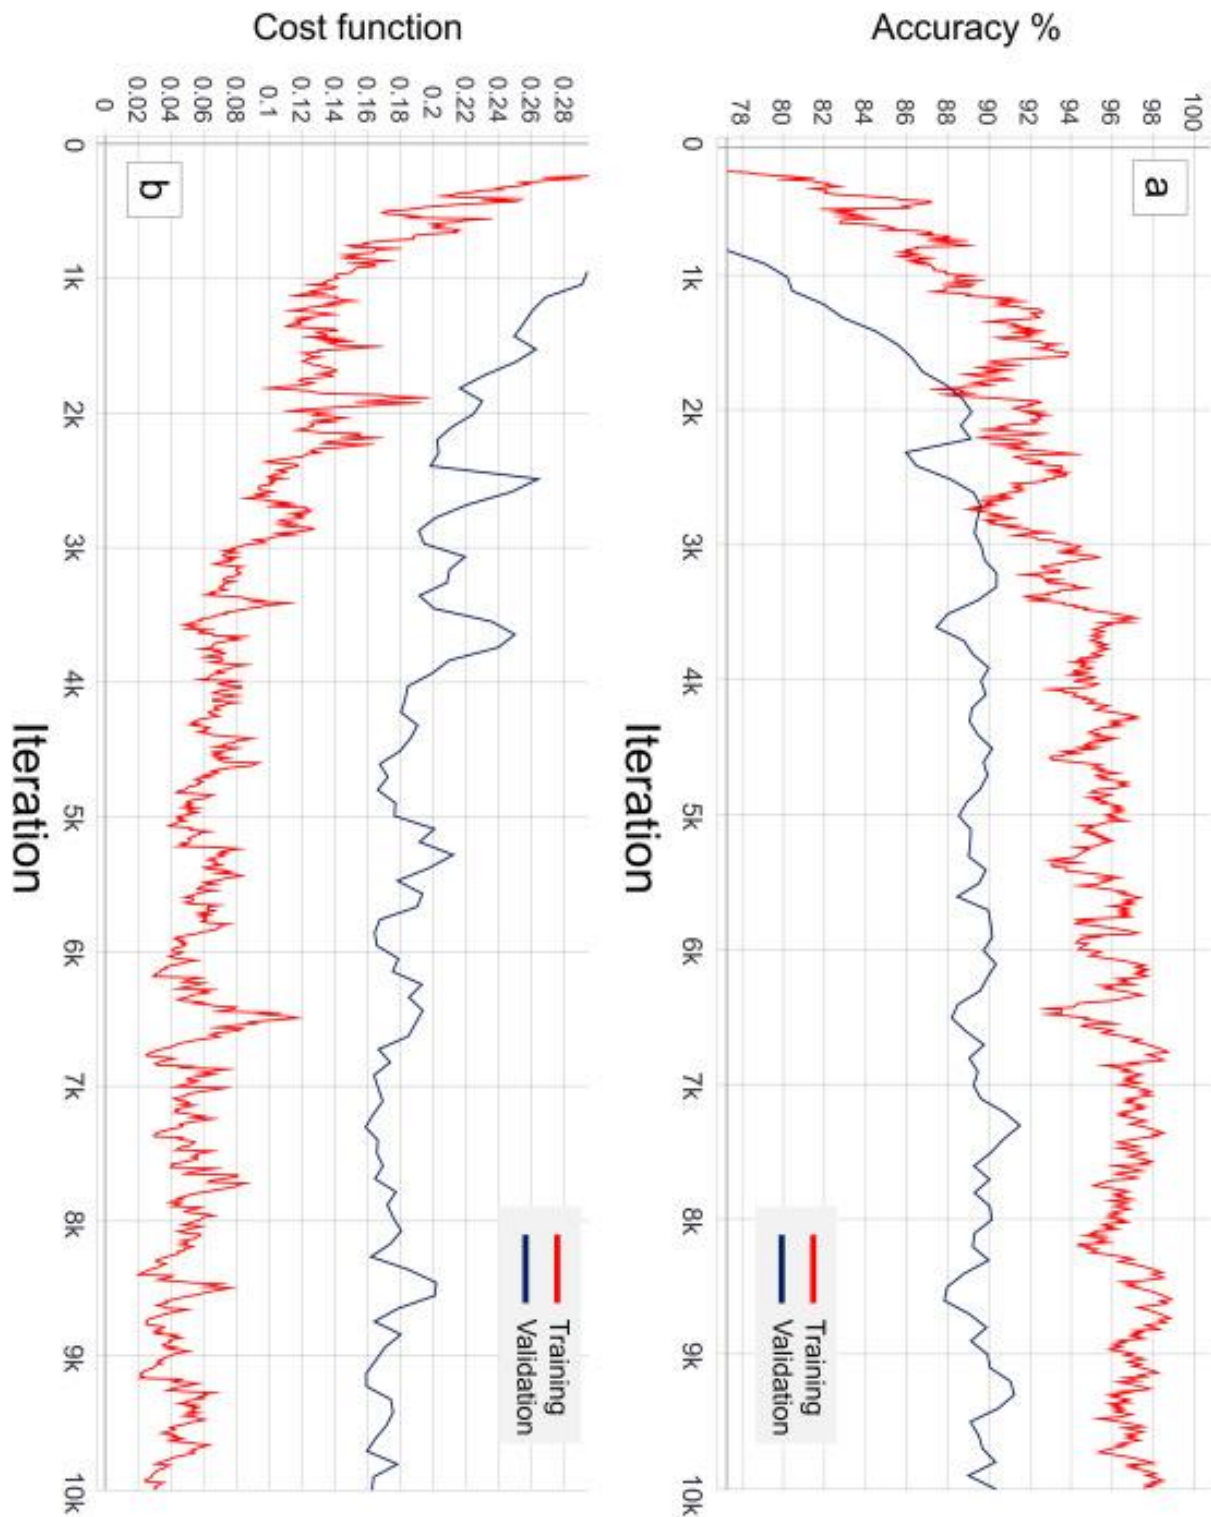 Accuracy %
100
98
96
94
92
90
88
86
84
82
80
78
a
Training
Validation
0
1k
2k
3k
4k
5k
6k
7k
8k
9k
10k
Iteration
Cost function
0.28
0.26
0.24
0.22
0.2
0.18
0.16
0.14
0.12
0.1
0.08
0.06
0.04
0.02
0
b
Training
Validation
0
1k
2k
3k
4k
5k
6k
7k
8k
9k
10k
Iteration